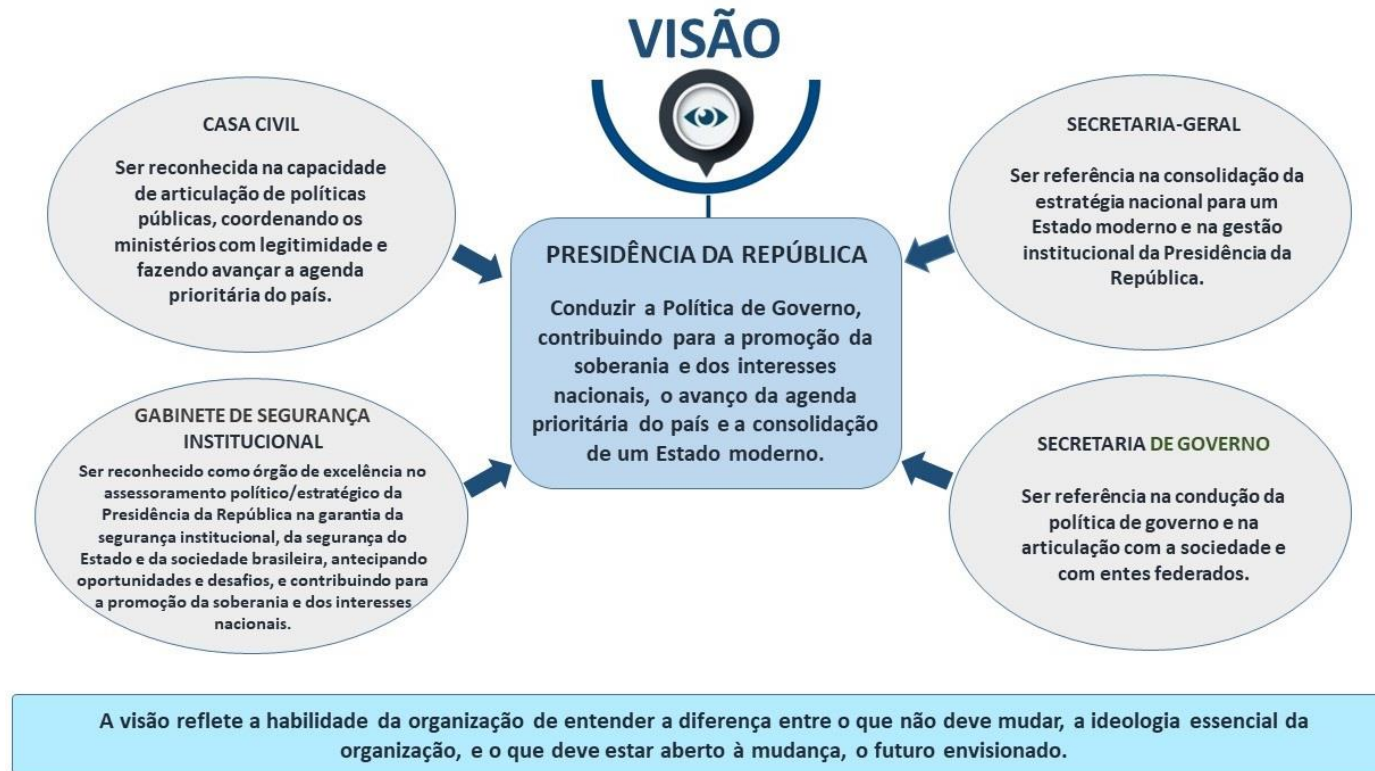 VISÃO
CASA CIVIL
Ser reconhecida na capacidade
de articulação de políticas
públicas, coordenando os
ministérios com legitimidade e
fazendo avançar a agenda
prioritária do país.
GABINETE DE SEGURANÇA
INSTITUCIONAL
Ser reconhecido como órgão de excelência no
assessoramento político/estratégico da
Presidência da República na garantia da
segurança institucional, da segurança do
Estado e da sociedade brasileira, antecipando
oportunidades e desafios, e contribuindo para
a promoção da soberania e dos interesses
nacionais.
PRESIDÊNCIA DA REPÚBLICA
Conduzir a Política de Governo,
contribuindo para a promoção da
soberania e dos interesses
nacionais, o avanço da agenda
prioritária do país e a consolidação
de um Estado moderno.
SECRETARIA-GERAL
Ser referência na consolidação da
estratégia nacional para um
Estado moderno e na gestão
institucional da Presidência da
República.
SECRETARIA DE GOVERNO
Ser referência na condução da
política de governo e na
articulação com a sociedade e
com entes federados.
A visão reflete a habilidade da organização de entender a diferença entre o que não deve mudar, a ideologia essencial da
organização, e o que deve estar aberto à mudança, o futuro envisionado.